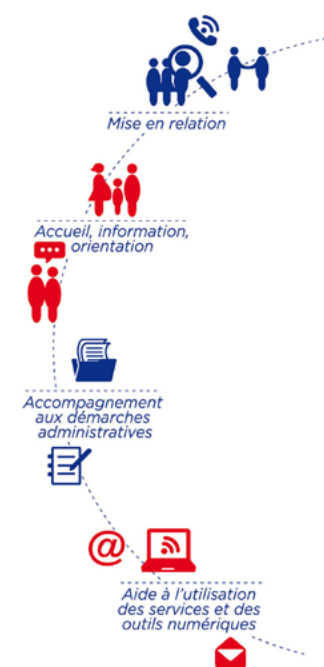 Mise en relation
Accueil, information,
orientation
Accompagnement
aux démarches
administratives
@
Aide à l'utilisation
des services et des
outils numériques